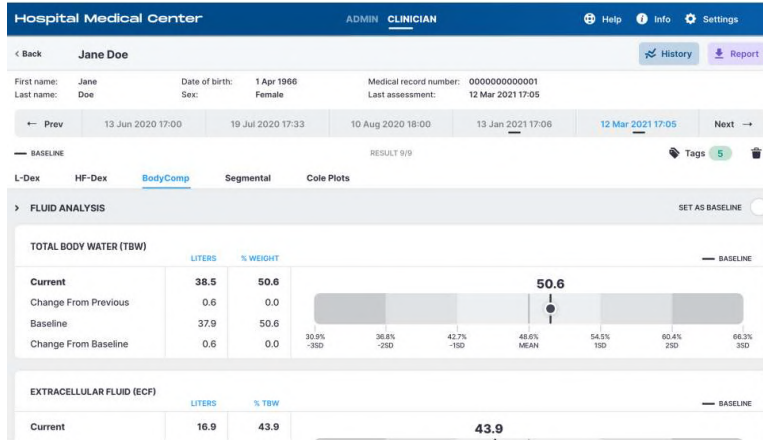 Hospital Medical Center ADMIN CLINICIAN Help Info Settings
< Back Jane Doe History Report
First name: Jane Date of birth: 1 Apr 1966 Medical record number: 0000000000001
Last name: Doe Sex: Female Last assessment: 12 Mar 2021 17:05
← Prev 13 Jun 2020 17:00 19 Jul 2020 17:33 10 Aug 2020 18:00 13 Jan 2021 17:06 12 Mar 2021 17:05 Next →
BASELINE RESULT 9/9 Tags 5
L-Dex HF-Dex BodyComp Segmental Cole Plots
> FLUID ANALYSIS SET AS BASELINE
TOTAL BODY WATER (TBW)
LITERS % WEIGHT BASELINE
Current 38.5 50.6 50.6
Change From Previous 0.6 0.0
Baseline 37.9 50.6
Change From Baseline 0.6 0.0
30.9% 36.8% 42.7% 48.6% 54.5% 60.4% 66.3%
-3SD -2SD -1SD MEAN 1SD 2SD 3SD
EXTRACELLULAR FLUID (ECF)
LITERS % TBW BASELINE
Current 16.9 43.9 43.9